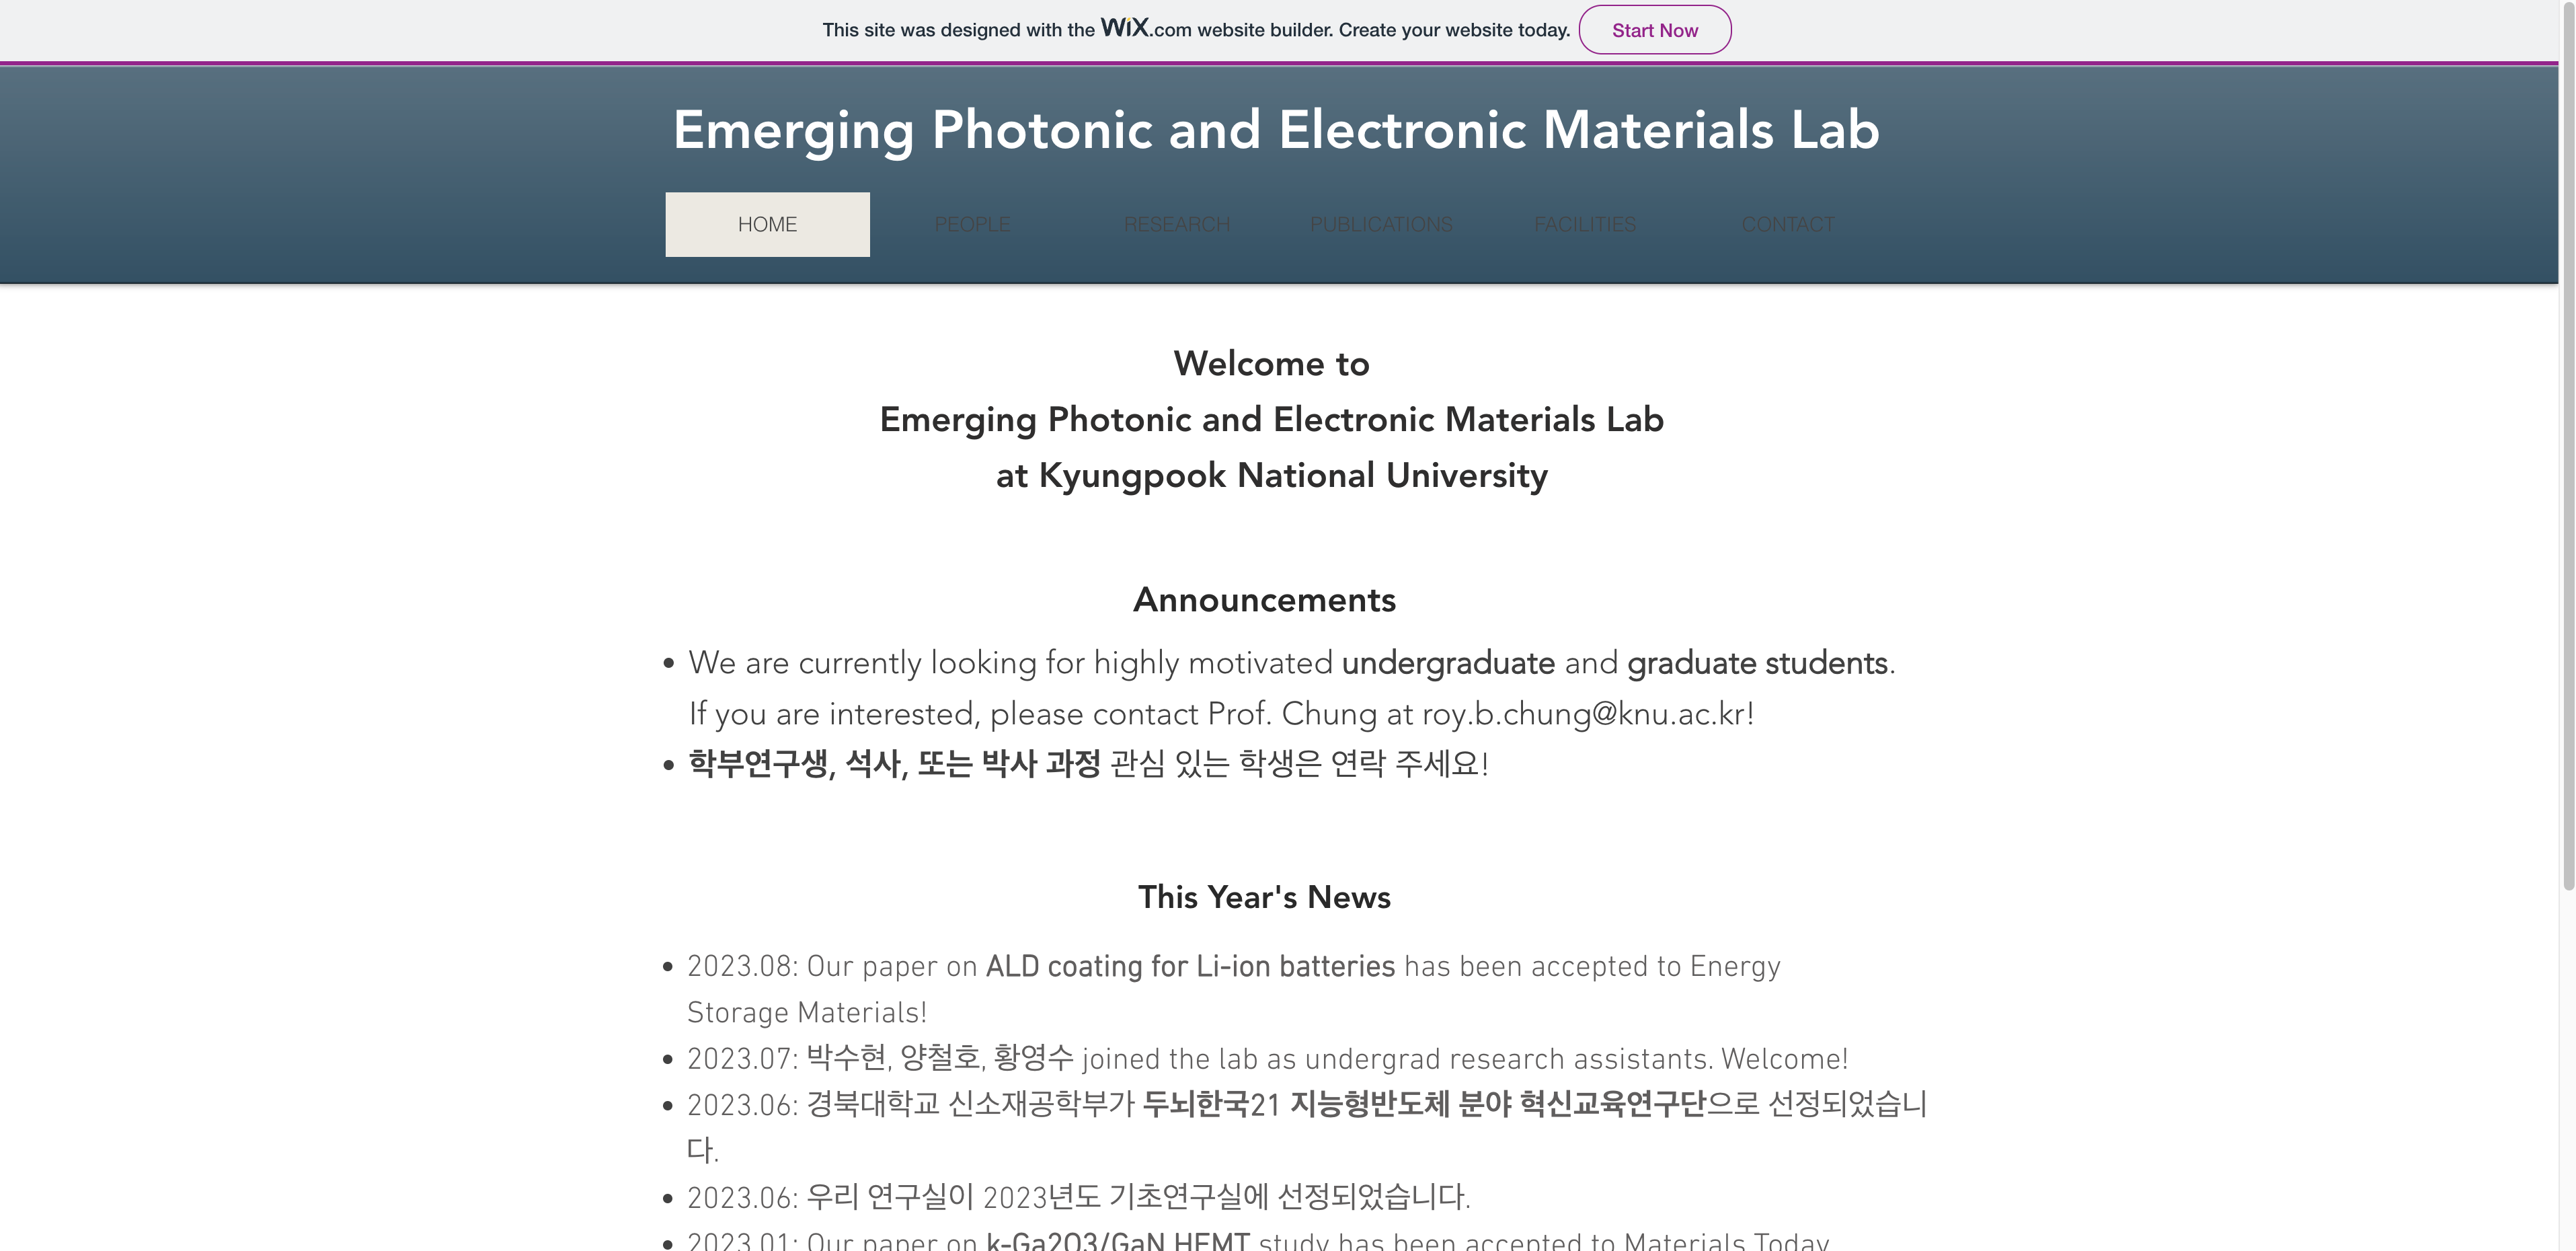 This site was designed with the WiX.com website builder. Create your website today. Start Now
Emerging Photonic and Electronic Materials Lab
HOME PEOPLE RESEARCH PUBLICATIONS FACILITIES CONTACT
Welcome to
Emerging Photonic and Electronic Materials Lab
at Kyungpook National University
Announcements
• We are currently looking for highly motivated undergraduate and graduate students.
If you are interested, please contact Prof. Chung at roy.b.chung@knu.ac.kr!
• 학부연구생, 석사, 또는 박사 과정 관심 있는 학생은 연락 주세요!
This Year's News
• 2023.08: Our paper on ALD coating for Li-ion batteries has been accepted to Energy
Storage Materials!
• 2023.07: 박수현, 양철호, 황영수 joined the lab as undergrad research assistants. Welcome!
• 2023.06: 경북대학교 신소재공학부가 두뇌한국21 지능형반도체 분야 혁신교육연구단으로 선정되었습니
다.
• 2023.06: 우리 연구실이 2023년도 기초연구실에 선정되었습니다.
• 2023.01: Our paper on k-Ga2O3/GaN HEMT study has been accepted to Materials Today